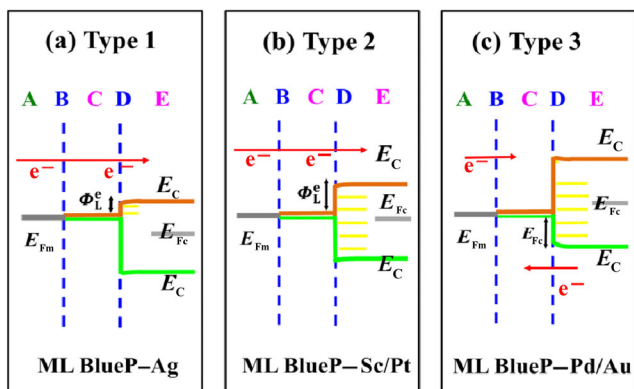 (a) Type 1
A B C D E
e⁻ e⁻
E_C
Φ_L^e
E_Fm
E_Fc
E_C
ML BlueP–Ag
(b) Type 2
A B C D E
e⁻ e⁻
E_C
Φ_L^e
E_Fc
E_Fm
E_C
ML BlueP–Sc/Pt
(c) Type 3
A B C D E
e⁻
E_C
E_Fc
E_Fm
E_Fc
E_C
e⁻
ML BlueP–Pd/Au